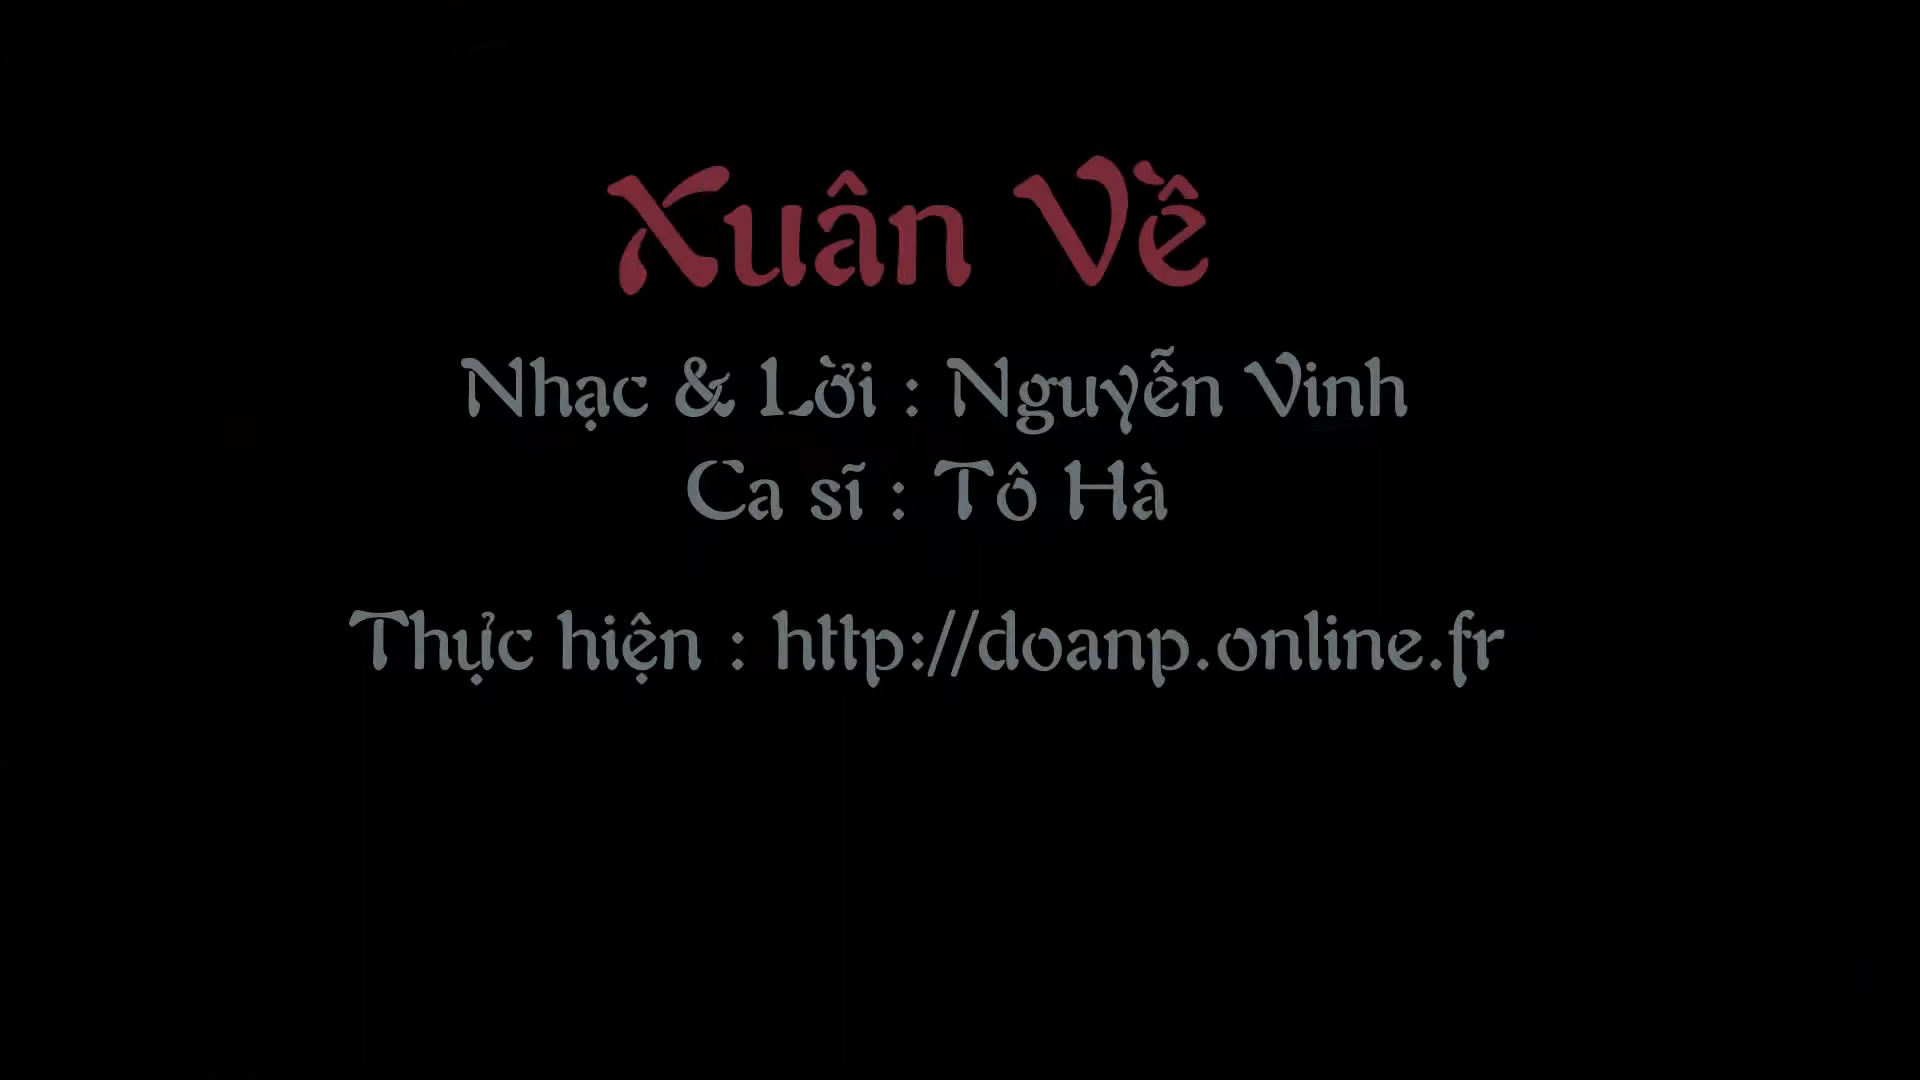 Xuân Về
Nhạc & Lời : Nguyễn Vinh
Ca sĩ : Tô Hà
Thực hiện : http://doanp.online.fr